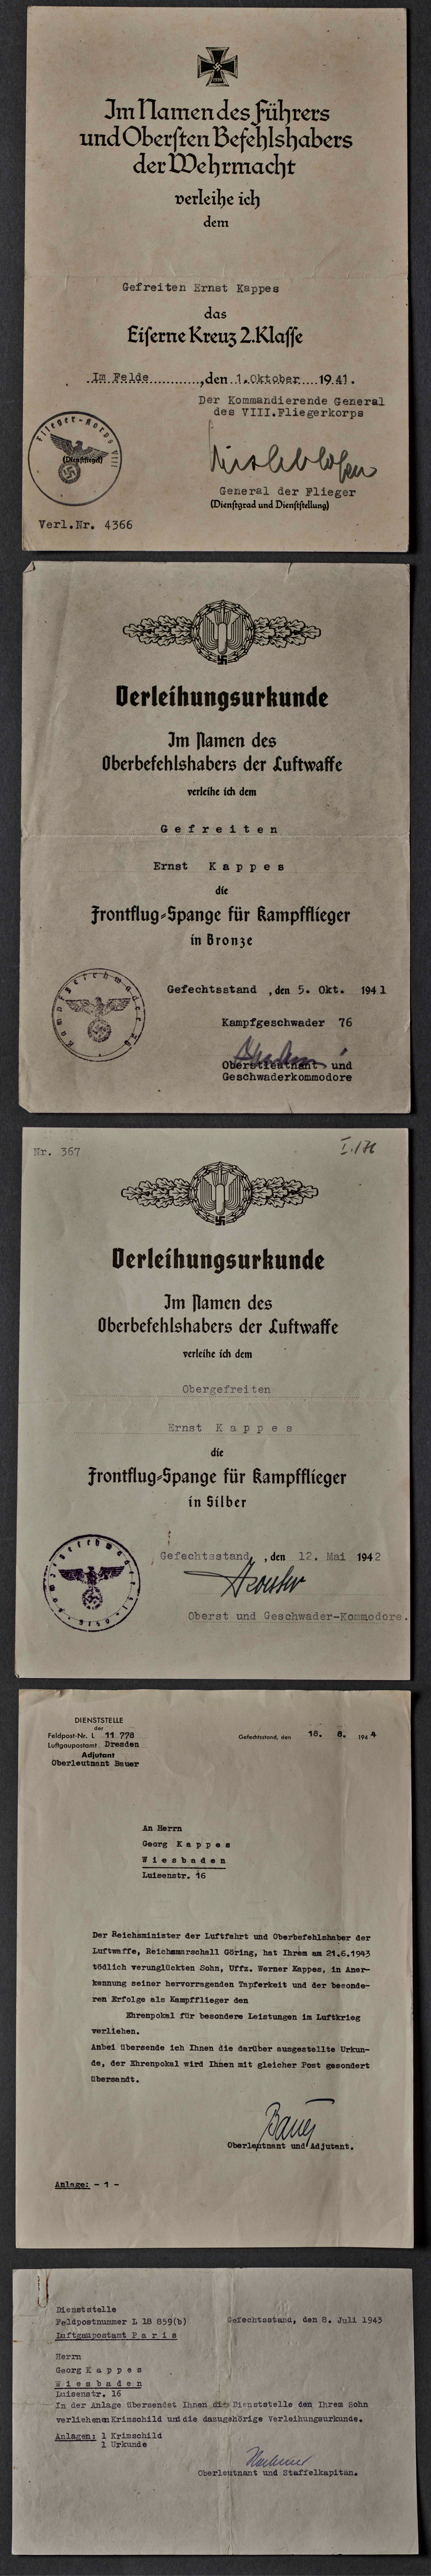 Im Namen des Führers
und Obersten Befehlshabers
der Wehrmacht
verleihe ich
dem
Gefreiten Ernst Kappes
das
Eiserne Kreuz 2.Klasse
Im Felde, den 1.Oktober 1941.
Der Kommandierende General
des VIII.Fliegerkorps
Flieger-Korps VIII
(Dienstsiegel)
General der Flieger
(Dienstgrad und Dienststellung)
Verl.Nr. 4366
Verleihungsurkunde
Im Namen des
Oberbefehlshabers der Luftwaffe
verleihe ich dem
Gefreiten
Ernst Kappes
die
Frontflug-Spange für Kampfflieger
in Bronze
Gefechtsstand, den 5. Okt. 1941
Kampfgeschwader 76
Kampfgeschwader 76
Oberstleutnant und
Geschwaderkommodore
Nr. 367
Verleihungsurkunde
Im Namen des
Oberbefehlshabers der Luftwaffe
verleihe ich dem
Obergefreiten
Ernst Kappes
die
Frontflug-Spange für Kampfflieger
in Silber
Gefechtsstand, den 12. Mai 1942
Oberst und Geschwader-Kommodore.
DIENSTSTELLE
der
Feldpost-Nr. L 11 778
Luftgaupostamt Dresden
Adjutant
Oberleutnant Bauer
Gefechtsstand, den 18. 8. 1944
An Herrn
Georg Kappes
Wiesbaden
Luisenstr. 16
Der Reichsminister der Luftfahrt und Oberbefehlshaber der
Luftwaffe, Reichsmarschall Göring, hat Ihrem am 21.6.1943
tödlich verunglückten Sohn, Uffz. Werner Kappes, in Aner-
kennung seiner hervorragenden Tapferkeit und der besonde-
ren Erfolge als Kampfflieger den
Ehrenpokal für besondere Leistungen im Luftkrieg
verliehen.
Anbei übersende ich Ihnen die darüber ausgestellte Urkun-
de, der Ehrenpokal wird Ihnen mit gleicher Post gesondert
übersandt.
Bauer
Oberleutnant und Adjutant.
Anlage: - 1 -
Dienststelle
Feldpostnummer L 18 859(b)
Gefechtsstand, den 8. Juli 1943
Luftgaupostamt Paris
Herrn
Georg Kappes
Wiesbaden
Luisenstr. 16
In der Anlage übersendet Ihnen die Dienststelle den Ihrem Sohn
verliehenen Krimschild und die dazugehörige Verleihungsurkunde.
Anlagen: 1 Krimschild
1 Urkunde
Oberleutnant und Staffelkapitän.